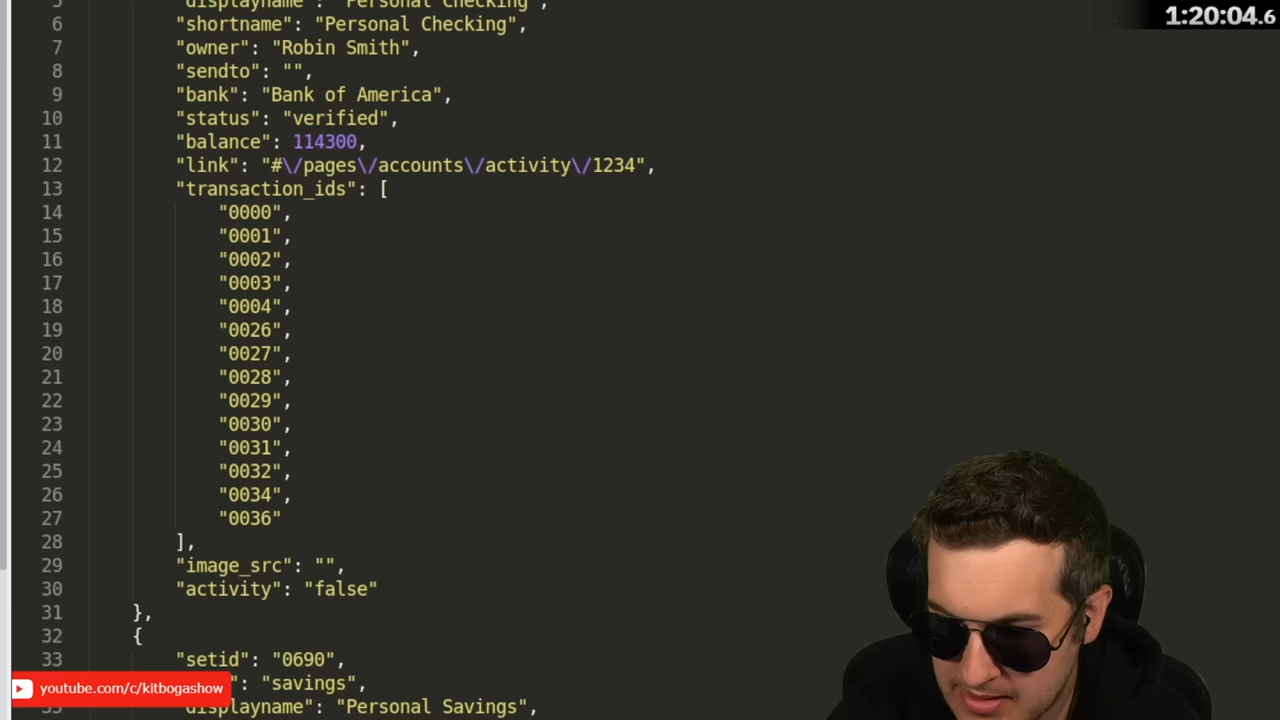 1:20:04.6
5 "displayname": "Personal Checking",
6 "shortname": "Personal Checking",
7 "owner": "Robin Smith",
8 "sendto": "",
9 "bank": "Bank of America",
10 "status": "verified",
11 "balance": 114300,
12 "link": "#\/pages\/accounts\/activity\/1234",
13 "transaction_ids": [
14 "0000",
15 "0001",
16 "0002",
17 "0003",
18 "0004",
19 "0026",
20 "0027",
21 "0028",
22 "0029",
23 "0030",
24 "0031",
25 "0032",
26 "0034",
27 "0036"
28 ],
29 "image_src": "",
30 "activity": "false"
31 },
32 {
33 "setid": "0690",
": "savings",
youtube.com/c/kitbogashow
displayname": "Personal Savings",